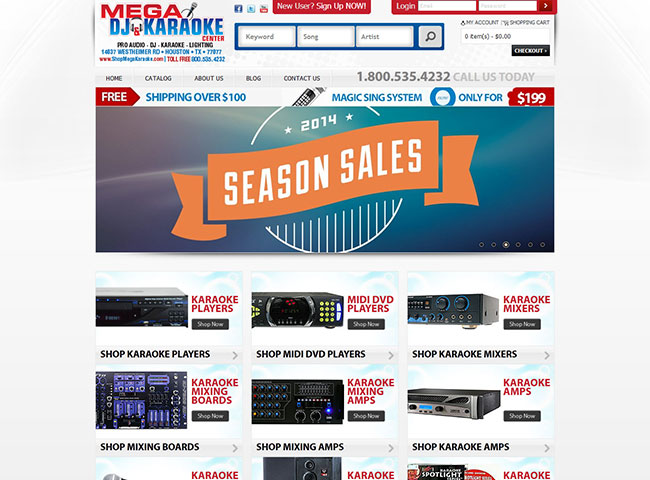 MEGA
DJ & KARAOKE
CENTER
PRO AUDIO - DJ - KARAOKE - LIGHTING
14637 WESTHEIMER RD • HOUSTON • TX • 77077
www.ShopMegaKaraoke.com | TOLL FREE 800.535.4232
New User? Sign Up NOW!
Login Email Password
Keyword Song Artist
MY ACCOUNT SHOPPING CART
0 item(s) - $0.00
CHECKOUT
HOME CATALOG ABOUT US BLOG CONTACT US
1.800.535.4232 CALL US TODAY
FREE SHIPPING OVER $100 MAGIC SING SYSTEM ONLY FOR $199
2014
SEASON SALES
KARAOKE PLAYERS
Shop Now
SHOP KARAOKE PLAYERS
MIDI DVD PLAYERS
Shop Now
SHOP MIDI DVD PLAYERS
KARAOKE MIXERS
Shop Now
SHOP KARAOKE MIXERS
KARAOKE MIXING BOARDS
Shop Now
SHOP MIXING BOARDS
KARAOKE MIXING AMPS
Shop Now
SHOP MIXING AMPS
KARAOKE AMPS
Shop Now
SHOP KARAOKE AMPS
KARAOKE
KARAOKE
KARAOKE
SPOTLIGHT
KARAOKE